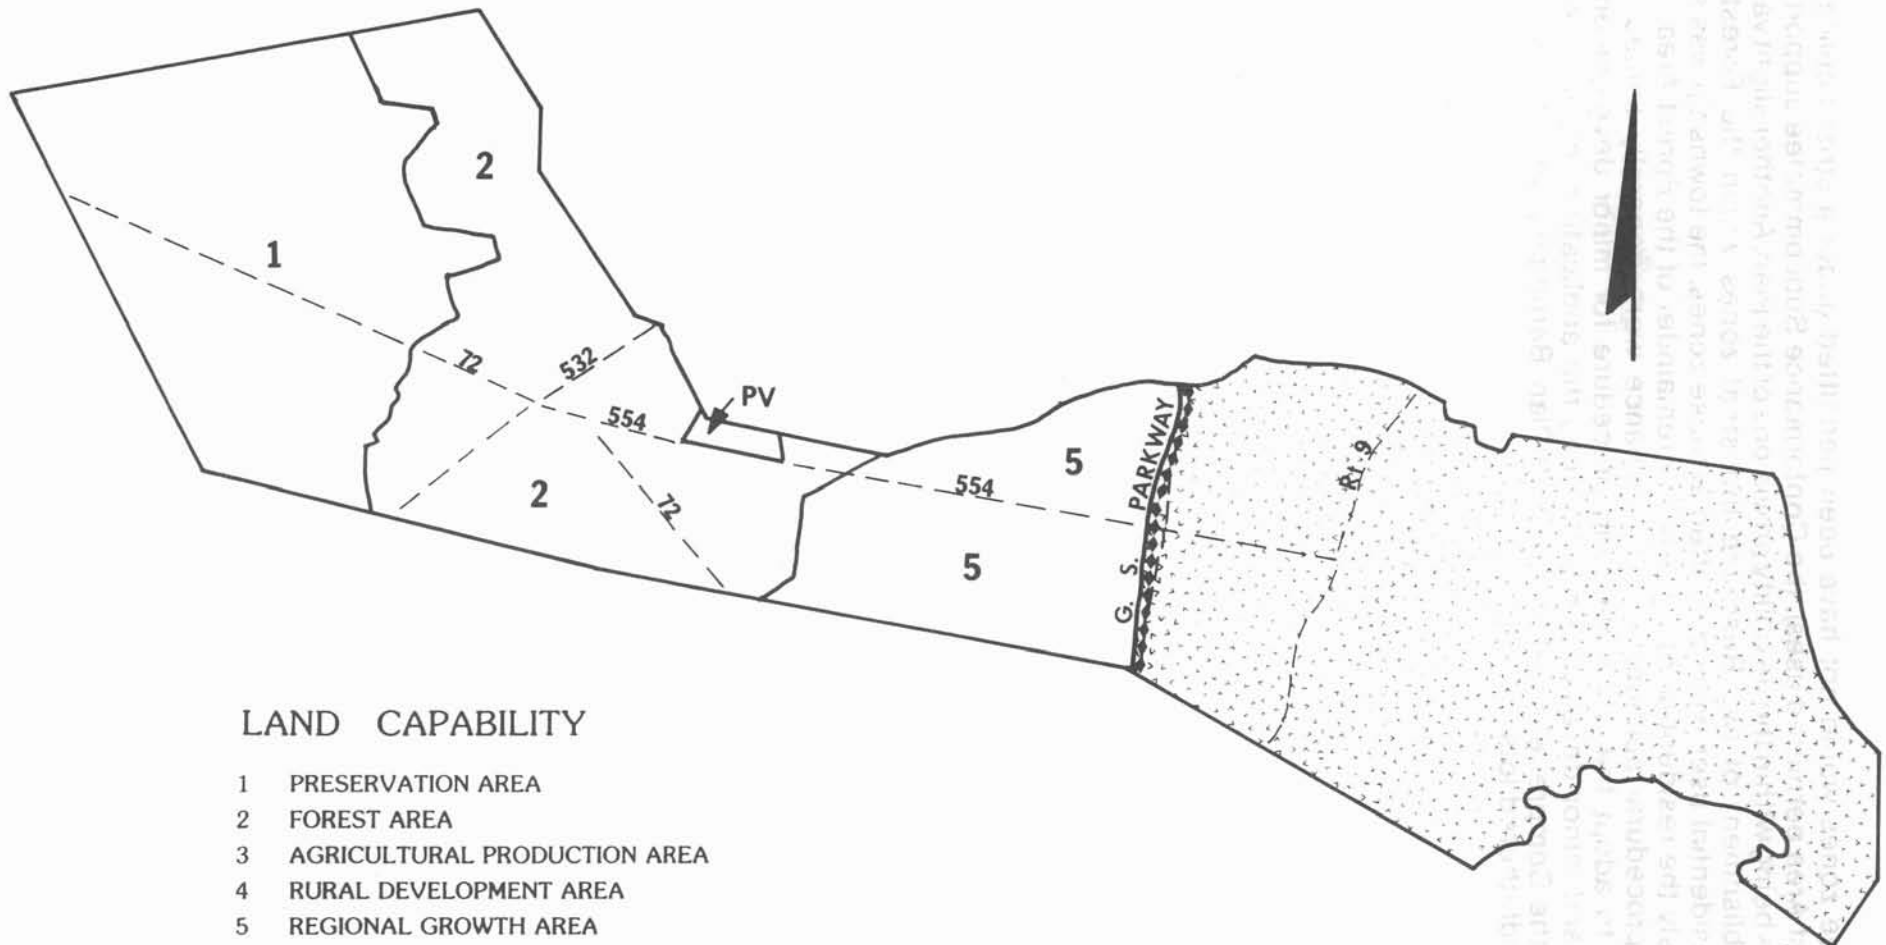 2
1
72
532
PV
554
2
72
5
554
5
G. S. PARKWAY
Rt 9
LAND CAPABILITY
1 PRESERVATION AREA
2 FOREST AREA
3 AGRICULTURAL PRODUCTION AREA
4 RURAL DEVELOPMENT AREA
5 REGIONAL GROWTH AREA